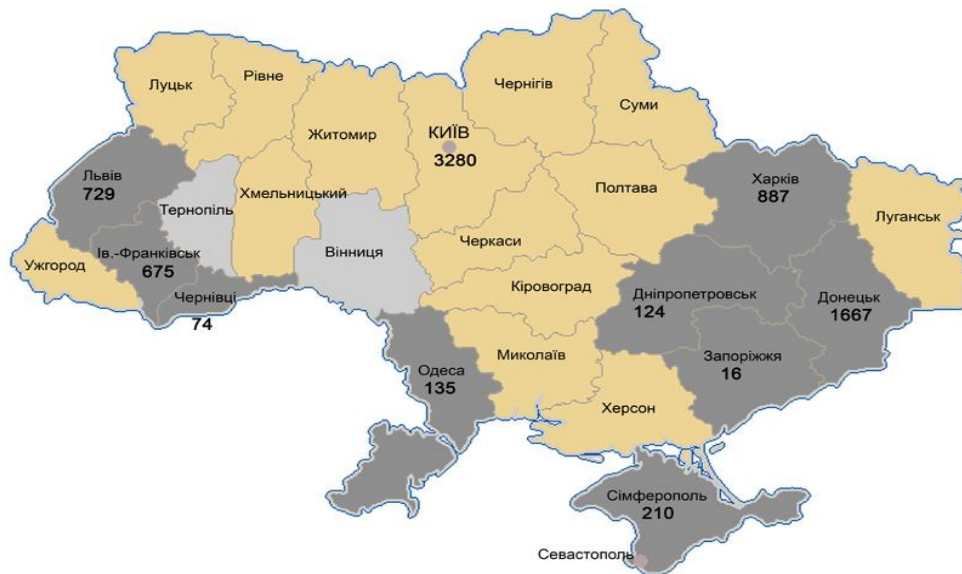 Луцьк
Рівне
Чернігів
Суми
Житомир
КИЇВ
3280
Львів
729
Тернопіль
Хмельницький
Полтава
Харків
887
Луганськ
Ужгород
Ів.-Франківськ
675
Вінниця
Черкаси
Чернівці
74
Кіровоград
Дніпропетровськ
124
Донецьк
1667
Одеса
135
Миколаїв
Запоріжжя
16
Херсон
Сімферополь
210
Севастополь